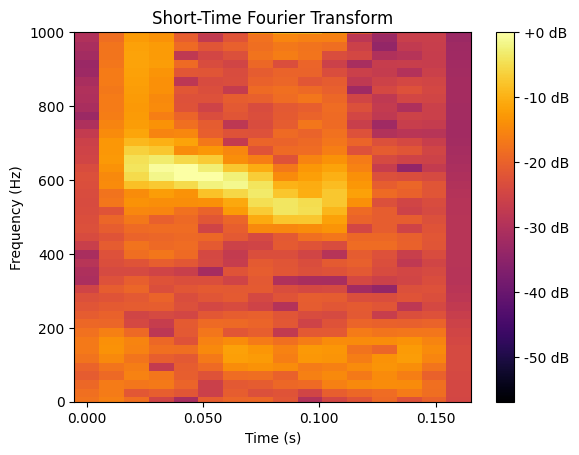 Short-Time Fourier Transform
1000
800
600
400
200
0
Frequency (Hz)
0.000
0.050
0.100
0.150
Time (s)
+0 dB
-10 dB
-20 dB
-30 dB
-40 dB
-50 dB